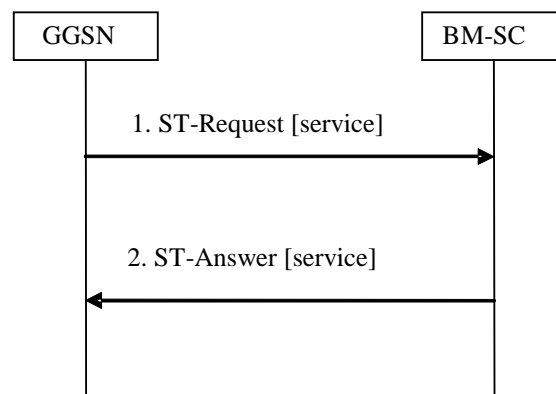 GGSN
BM-SC
1. ST-Request [service]
2. ST-Answer [service]